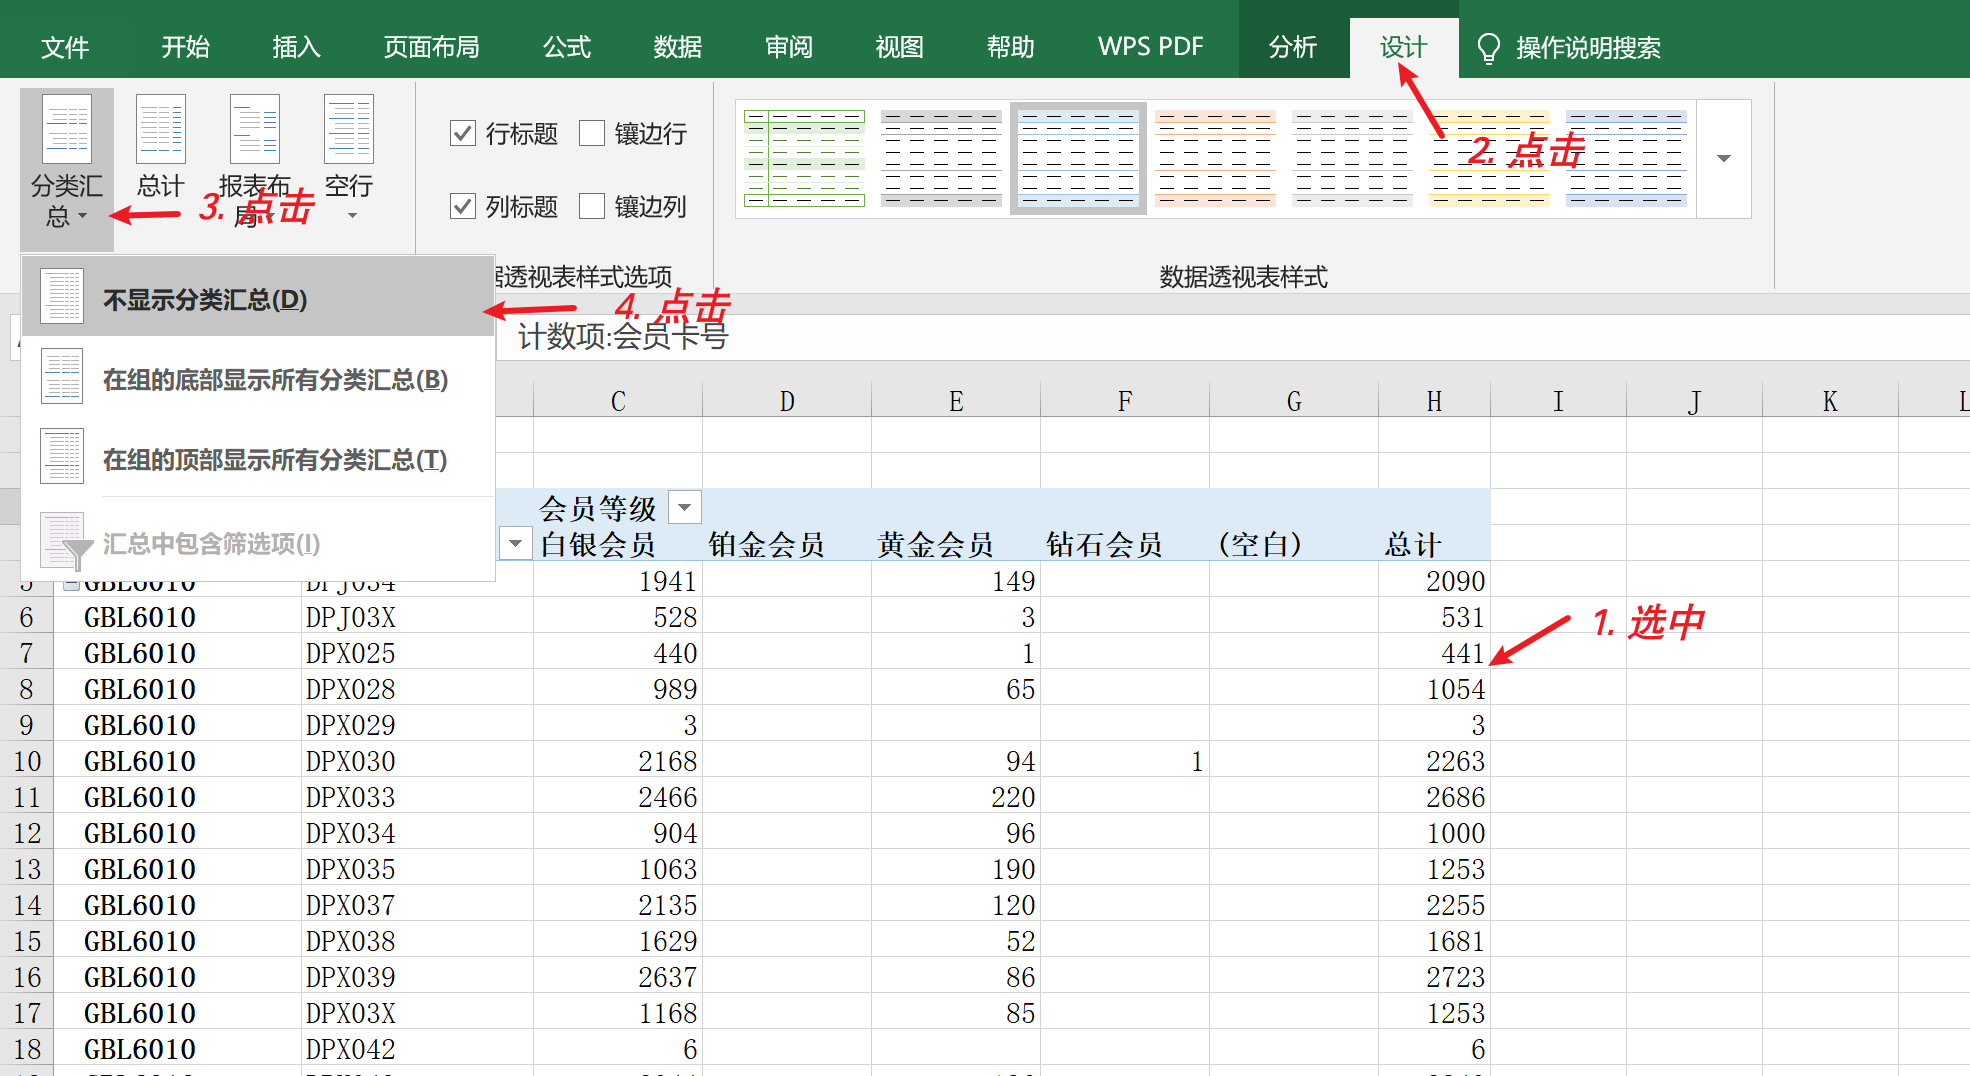 文件 开始 插入 页面布局 公式 数据 审阅 视图 帮助 WPS PDF 分析 设计 操作说明搜索
分类汇总 总计 报表布局 空行
行标题 镶边行
列标题 镶边列
2. 点击
3. 点击
据透视表样式选项 数据透视表样式
不显示分类汇总(D)
4. 点击
计数项:会员卡号
在组的底部显示所有分类汇总(B)
在组的顶部显示所有分类汇总(T)
汇总中包含筛选项(I)
C D E F G H I J K L
会员等级
白银会员 铂金会员 黄金会员 钻石会员 (空白) 总计
5 GBL6010 DPJ034 1941 149 2090
6 GBL6010 DPJ03X 528 3 531
1. 选中
7 GBL6010 DPX025 440 1 441
8 GBL6010 DPX028 989 65 1054
9 GBL6010 DPX029 3 3
10 GBL6010 DPX030 2168 94 1 2263
11 GBL6010 DPX033 2466 220 2686
12 GBL6010 DPX034 904 96 1000
13 GBL6010 DPX035 1063 190 1253
14 GBL6010 DPX037 2135 120 2255
15 GBL6010 DPX038 1629 52 1681
16 GBL6010 DPX039 2637 86 2723
17 GBL6010 DPX03X 1168 85 1253
18 GBL6010 DPX042 6 6